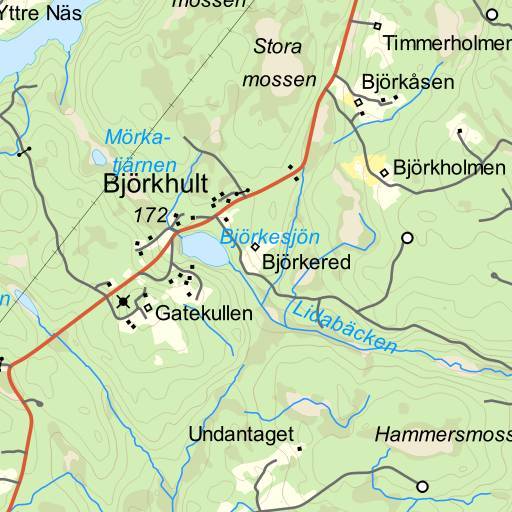 mossen
Yttre Näs
Stora
mossen
Timmerholmen
Björkåsen
Mörka-
tjärnen
Björkholmen
Björkhult
172
Björkesjön
Björkered
n
Gatekullen
Lidabäcken
Undantaget
Hammersmoss